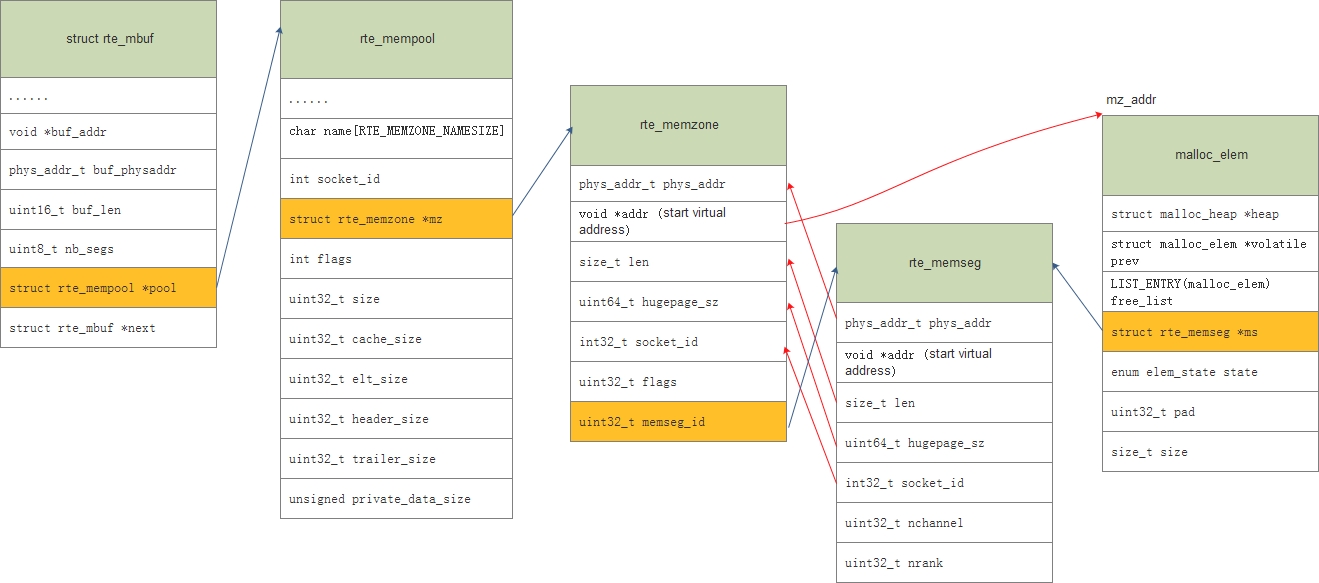 struct rte_mbuf
......
void *buf_addr
phys_addr_t buf_physaddr
uint16_t buf_len
uint8_t nb_segs
struct rte_mempool *pool
struct rte_mbuf *next
rte_mempool
......
char name[RTE_MEMZONE_NAMESIZE]
int socket_id
struct rte_memzone *mz
int flags
uint32_t size
uint32_t cache_size
uint32_t elt_size
uint32_t header_size
uint32_t trailer_size
unsigned private_data_size
rte_memzone
phys_addr_t phys_addr
void *addr (start virtual
address)
size_t len
uint64_t hugepage_sz
int32_t socket_id
uint32_t flags
uint32_t memseg_id
rte_memseg
phys_addr_t phys_addr
void *addr (start virtual
address)
size_t len
uint64_t hugepage_sz
int32_t socket_id
uint32_t nchannel
uint32_t nrank
mz_addr
malloc_elem
struct malloc_heap *heap
struct malloc_elem *volatile
prev
LIST_ENTRY(malloc_elem)
free_list
struct rte_memseg *ms
enum elem_state state
uint32_t pad
size_t size